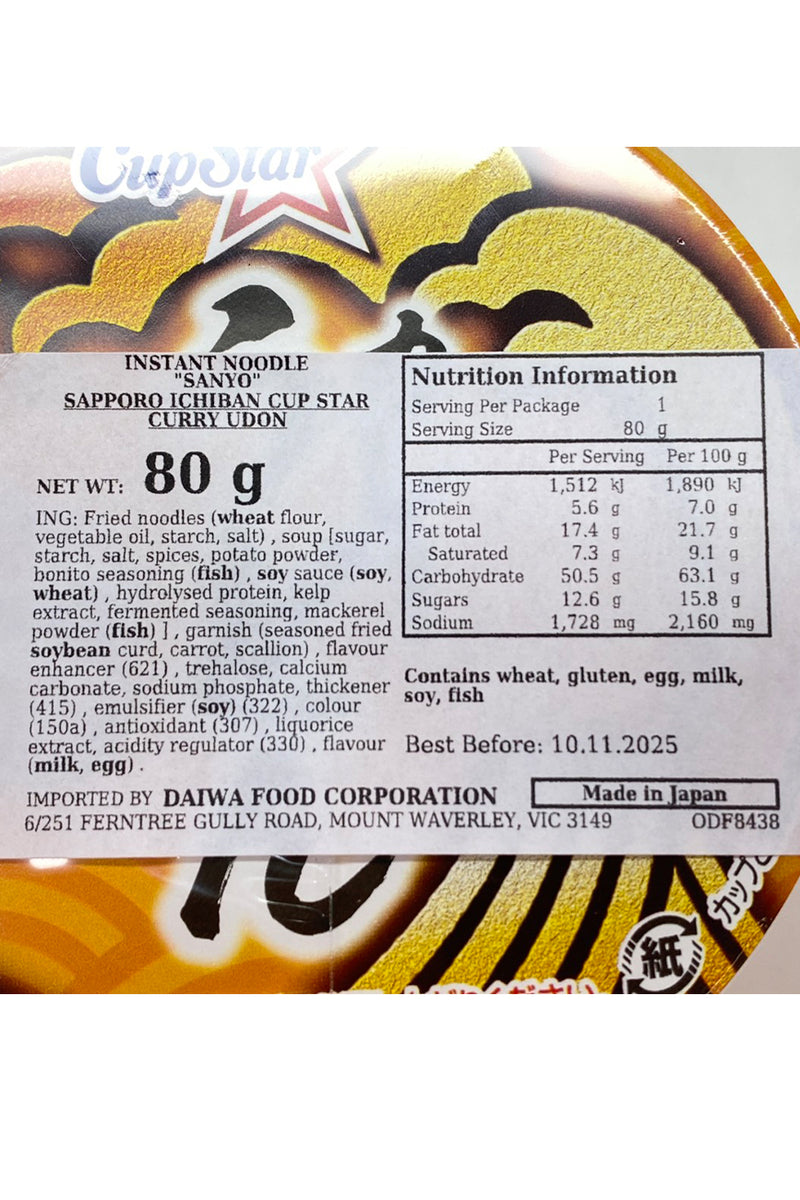 CupStar
INSTANT NOODLE
"SANYO"
SAPPORO ICHIBAN CUP STAR
CURRY UDON
NET WT: 80 g
ING: Fried noodles (wheat flour,
vegetable oil, starch, salt) , soup [sugar,
starch, salt, spices, potato powder,
bonito seasoning (fish) , soy sauce (soy,
wheat) , hydrolysed protein, kelp
extract, fermented seasoning, mackerel
powder (fish) ] , garnish (seasoned fried
soybean curd, carrot, scallion) , flavour
enhancer (621) , trehalose, calcium
carbonate, sodium phosphate, thickener
(415) , emulsifier (soy) (322) , colour
(150a) , antioxidant (307) , liquorice
extract, acidity regulator (330) , flavour
(milk, egg) .
Nutrition Information
Serving Per Package 1
Serving Size 80 g
Per Serving Per 100 g
Energy 1,512 kJ 1,890 kJ
Protein 5.6 g 7.0 g
Fat total 17.4 g 21.7 g
Saturated 7.3 g 9.1 g
Carbohydrate 50.5 g 63.1 g
Sugars 12.6 g 15.8 g
Sodium 1,728 mg 2,160 mg
Contains wheat, gluten, egg, milk,
soy, fish
Best Before: 10.11.2025
IMPORTED BY DAIWA FOOD CORPORATION
Made in Japan
6/251 FERNTREE GULLY ROAD, MOUNT WAVERLEY, VIC 3149
ODF8438
紙
カップ
ください